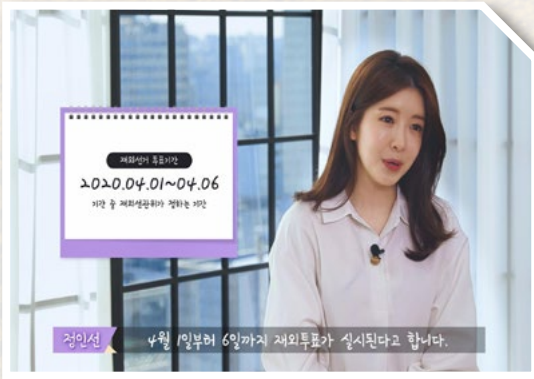 재외선거 투표기간
2020.04.01~04.06
기간 중 재외선관위가 정하는 기간
정인선
4월 1일부터 6일까지 재외투표가 실시된다고 합니다.